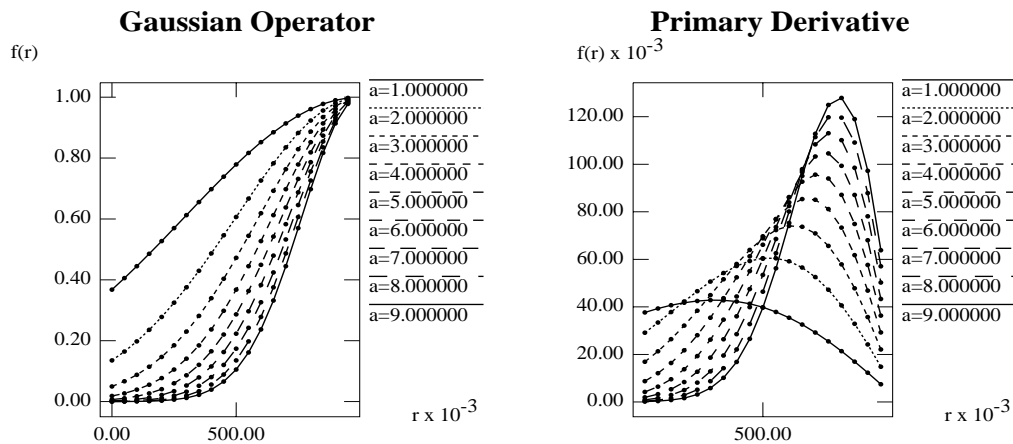 Gaussian Operator
f(r)
1.00
0.80
0.60
0.40
0.20
0.00
0.00 500.00
r x 10-3
a=1.000000
a=2.000000
a=3.000000
a=4.000000
a=5.000000
a=6.000000
a=7.000000
a=8.000000
a=9.000000
Primary Derivative
f(r) x 10-3
120.00
100.00
80.00
60.00
40.00
20.00
0.00
500.00
r x 10-3
a=1.000000
a=2.000000
a=3.000000
a=4.000000
a=5.000000
a=6.000000
a=7.000000
a=8.000000
a=9.000000